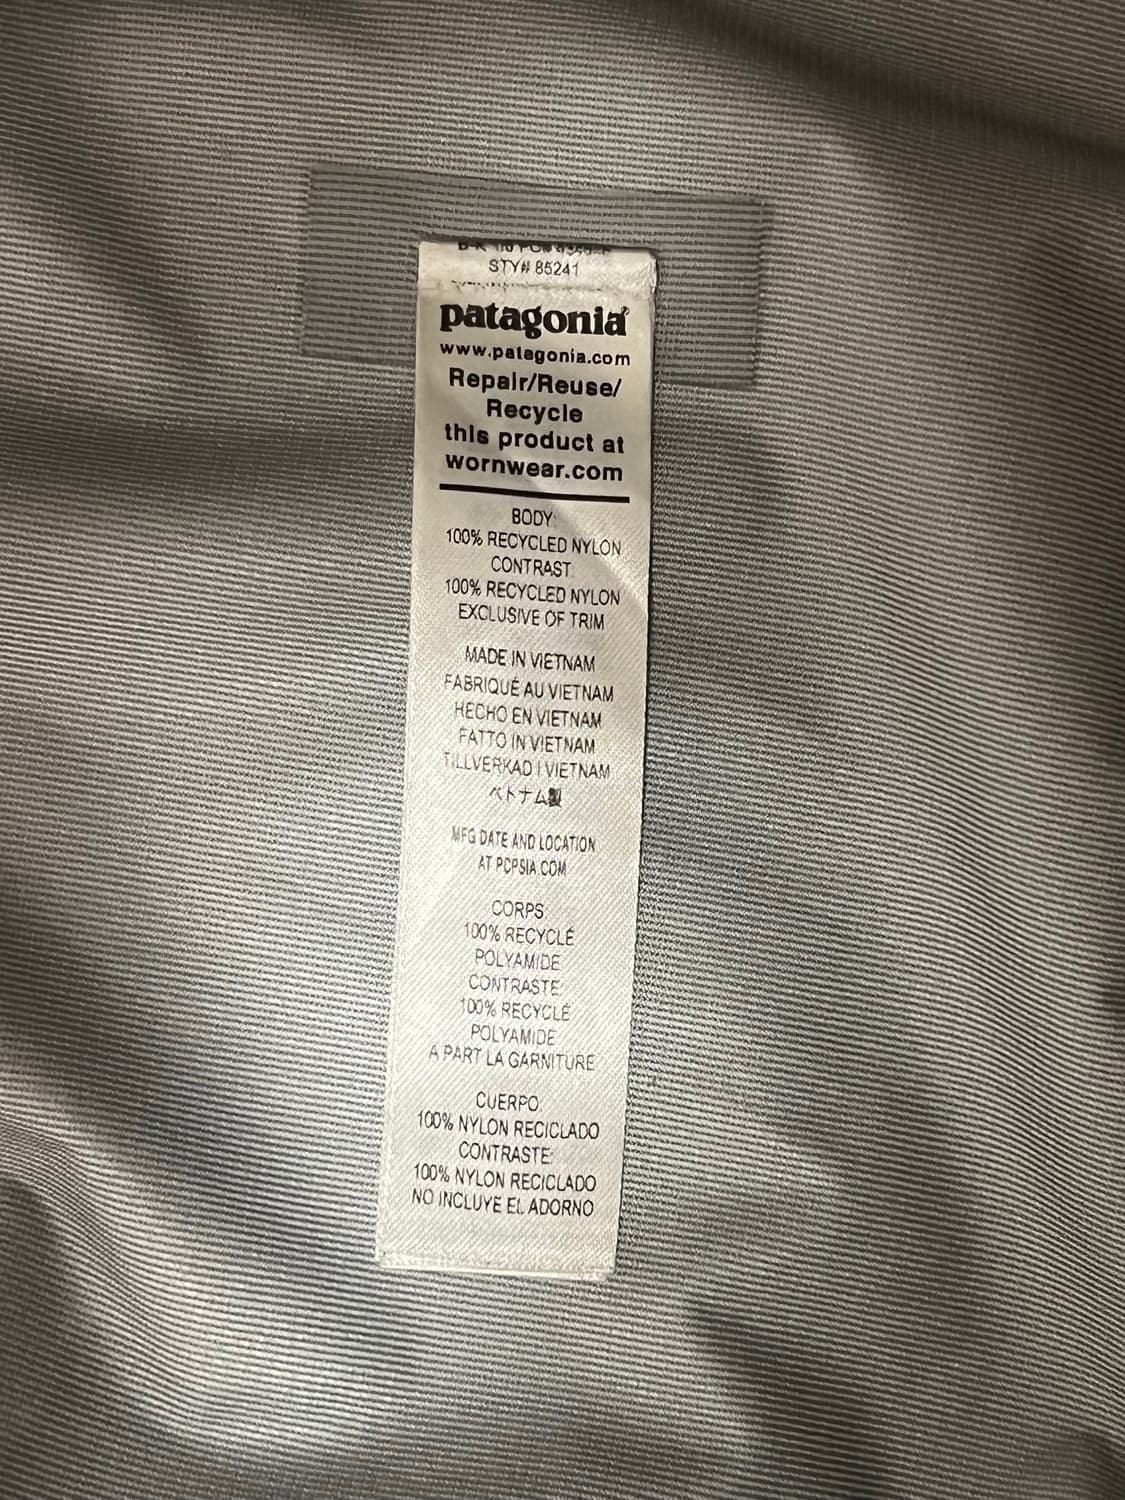 STY# 85241
patagonia®
www.patagonia.com
Repair/Reuse/
Recycle
this product at
wornwear.com
BODY:
100% RECYCLED NYLON
CONTRAST:
100% RECYCLED NYLON
EXCLUSIVE OF TRIM
MADE IN VIETNAM
FABRIQUÉ AU VIETNAM
HECHO EN VIETNAM
FATTO IN VIETNAM
TILLVERKAD I VIETNAM
ベトナム製
MFG DATE AND LOCATION
AT PCPSIA.COM
CORPS:
100% RECYCLÉ
POLYAMIDE
CONTRASTE:
100% RECYCLÉ
POLYAMIDE
A PART LA GARNITURE
CUERPO:
100% NYLON RECICLADO
CONTRASTE:
100% NYLON RECICLADO
NO INCLUYE EL ADORNO